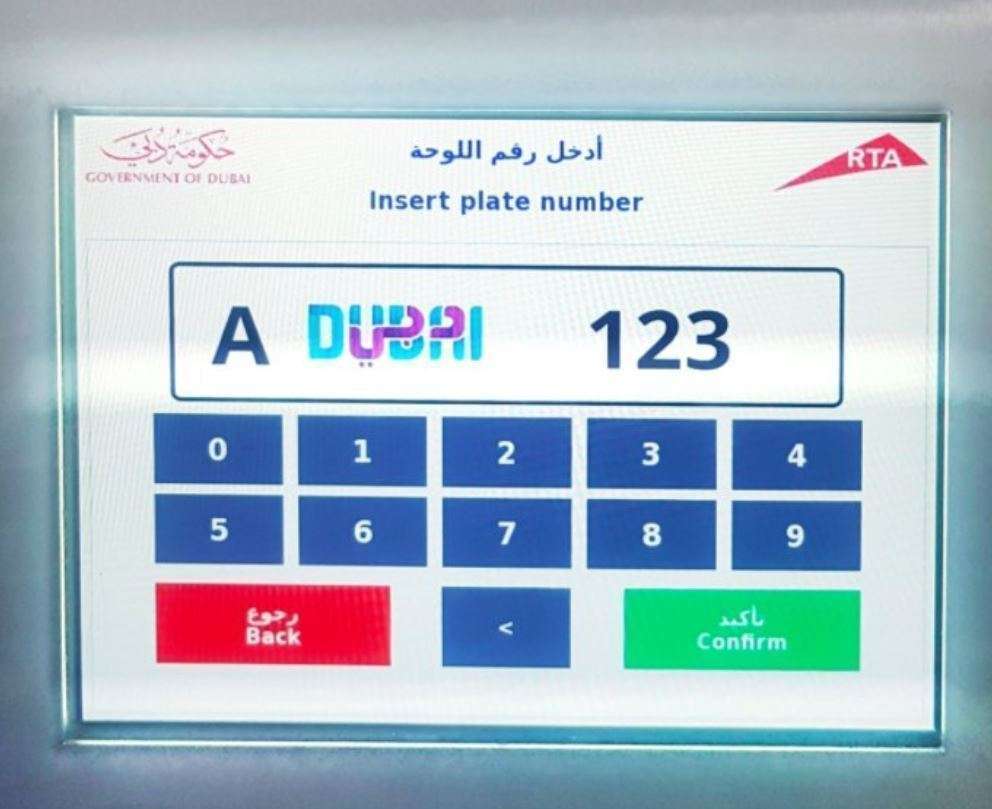 حكومة دبي
GOVERNMENT OF DUBAI
أدخل رقم اللوحة
Insert plate number
RTA
A DUBAI دبي 123
0 1 2 3 4
5 6 7 8 9
رجوع
Back
<
تأكيد
Confirm